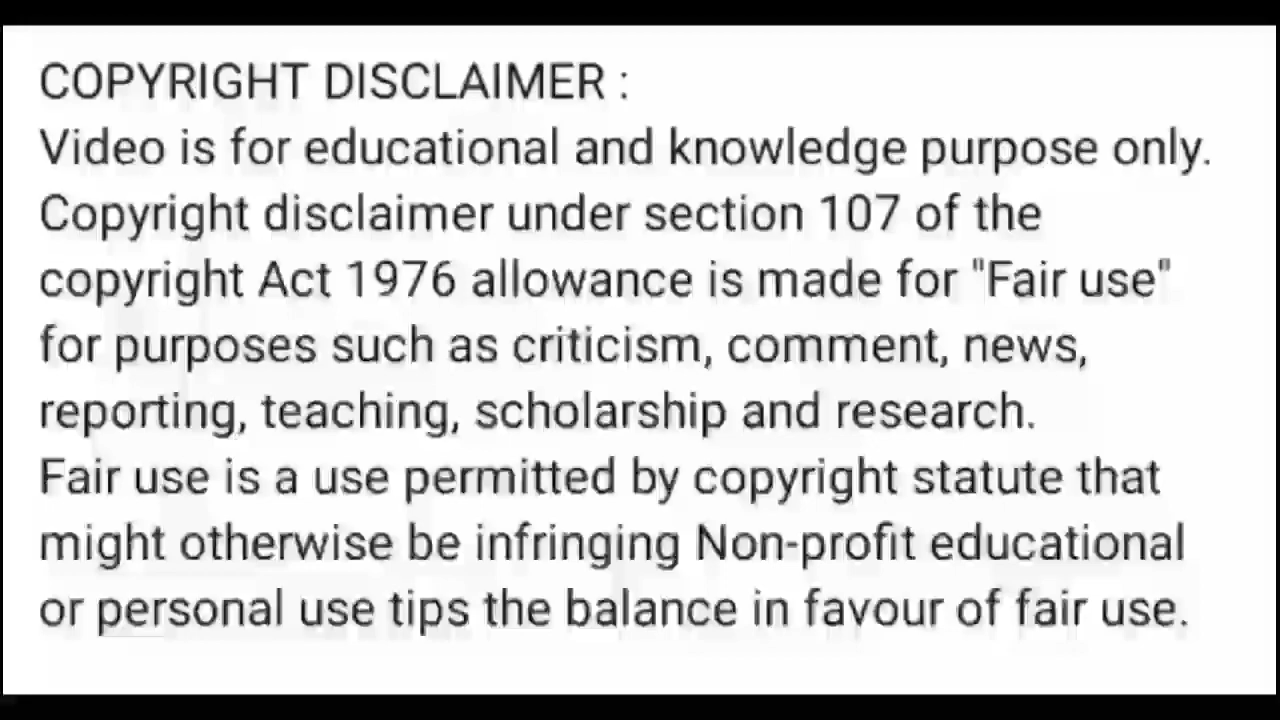 COPYRIGHT DISCLAIMER :
Video is for educational and knowledge purpose only.
Copyright disclaimer under section 107 of the
copyright Act 1976 allowance is made for "Fair use"
for purposes such as criticism, comment, news,
reporting, teaching, scholarship and research.
Fair use is a use permitted by copyright statute that
might otherwise be infringing Non-profit educational
or personal use tips the balance in favour of fair use.